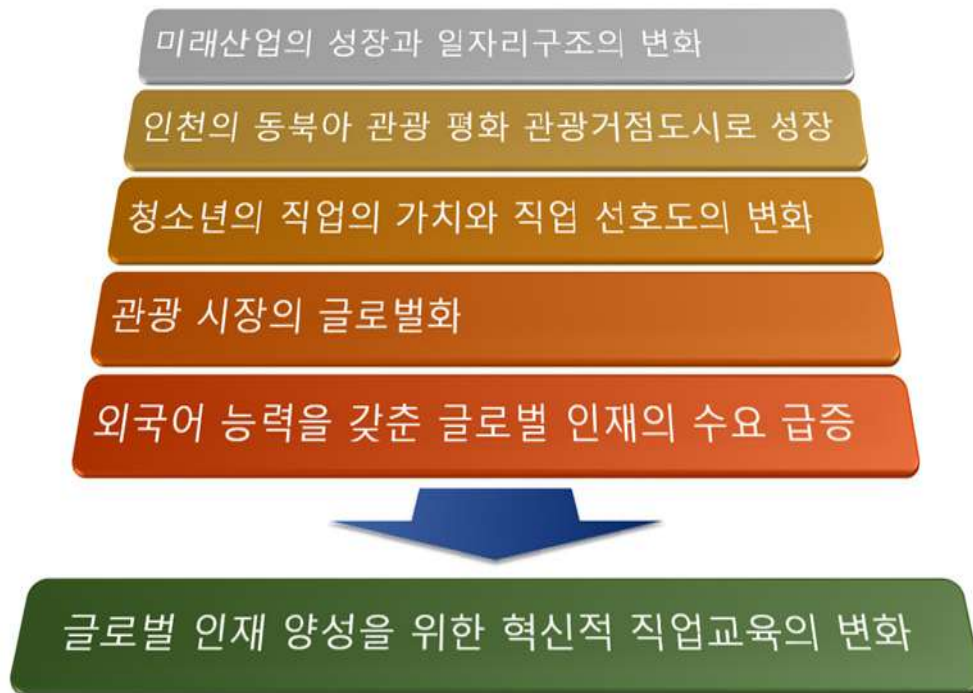 미래산업의 성장과 일자리구조의 변화
인천의 동북아 관광 평화 관광거점도시로 성장
청소년의 직업의 가치와 직업 선호도의 변화
관광 시장의 글로벌화
외국어 능력을 갖춘 글로벌 인재의 수요 급증
글로벌 인재 양성을 위한 혁신적 직업교육의 변화